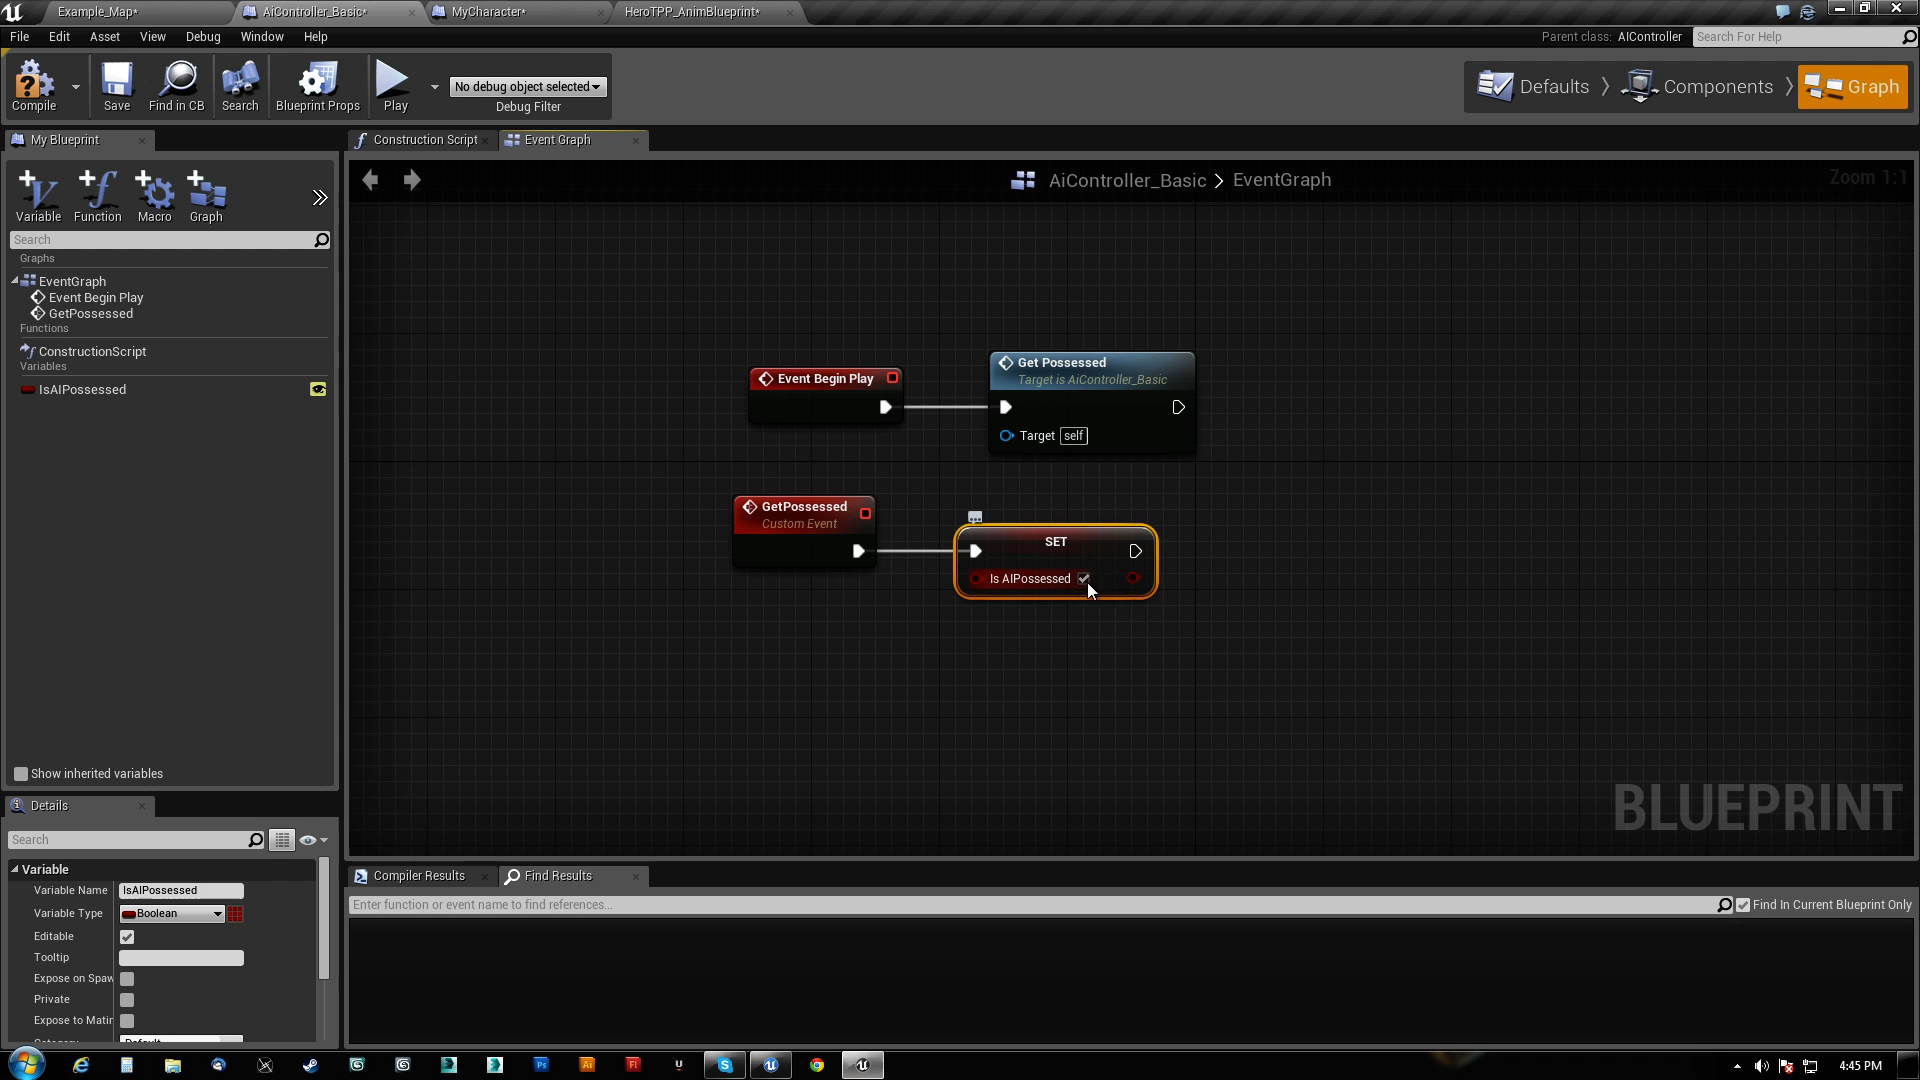 Example_Map*
AiController_Basic*
MyCharacter*
HeroTPP_AnimBlueprint*
File Edit Asset View Debug Window Help
Parent class: AIController
Search For Help
Compile
Save
Find in CB
Search
Blueprint Props
Play
No debug object selected
Debug Filter
Defaults
Components
Graph
My Blueprint
Construction Script
Event Graph
Variable
Function
Macro
Graph
AiController_Basic > EventGraph
Zoom 1:1
Search
Graphs
EventGraph
Event Begin Play
GetPossessed
Functions
ConstructionScript
Variables
IsAIPossessed
Event Begin Play
Get Possessed
Target is AiController_Basic
Target self
GetPossessed
Custom Event
SET
Is AIPossessed
BLUEPRINT
Show inherited variables
Details
Search
Variable
Variable Name IsAIPossessed
Variable Type Boolean
Editable
Tooltip
Expose on Spaw
Private
Expose to Matir
Category Default
Compiler Results
Find Results
Enter function or event name to find references...
Find In Current Blueprint Only
Ps
Ai
Fl
4:45 PM